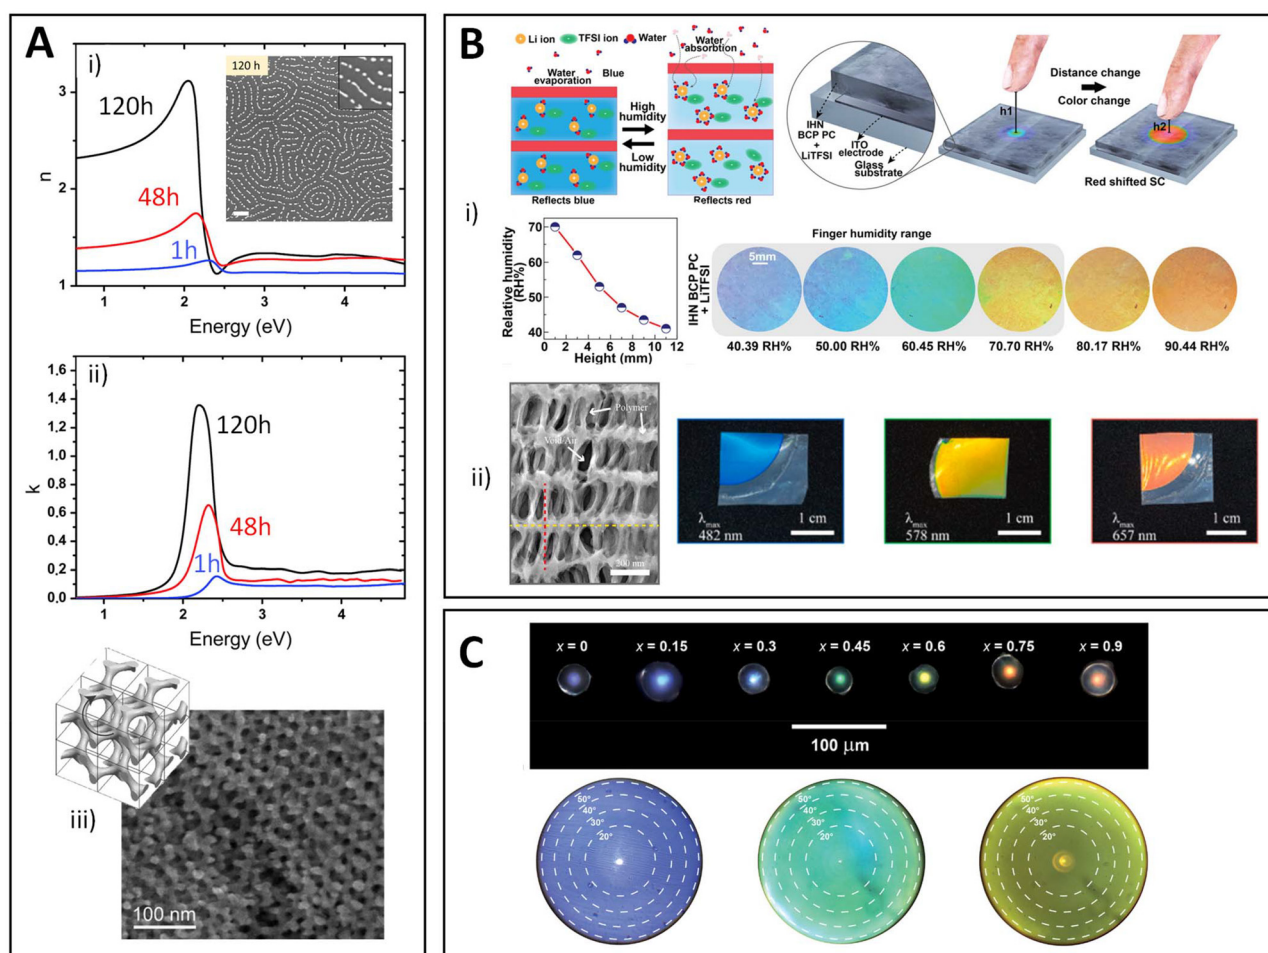 A
i)
120 h
3
120h
n
2
48h
1h
1
1
2
3
4
Energy (eV)
ii)
1,6
1,4
1,2
1,0
0,8
0,6
0,4
0,2
0,0
k
120h
48h
1h
1
2
3
4
Energy (eV)
iii)
100 nm
B
Li ion
TFSI ion
Water
Water evaporation
Blue
High humidity
Low humidity
Reflects blue
Water absorption
Reflects red
IHN
BCP PC
+
LiTFSI
ITO
electrode
Glass
substrate
h1
Distance change
Color change
h2
Red shifted SC
i)
Relative humidity
(RH%)
70
60
50
40
0 2 4 6 8 10 12
Height (mm)
IHN BCP PC
+ LiTFSI
Finger humidity range
5mm
40.39 RH%
50.00 RH%
60.45 RH%
70.70 RH%
80.17 RH%
90.44 RH%
ii)
Polymer
Void Air
200 nm
λmax
482 nm
1 cm
λmax
578 nm
1 cm
λmax
657 nm
1 cm
C
x = 0
x = 0.15
x = 0.3
x = 0.45
x = 0.6
x = 0.75
x = 0.9
100 µm
50°
40°
30°
20°
50°
40°
30°
20°
50°
40°
30°
20°